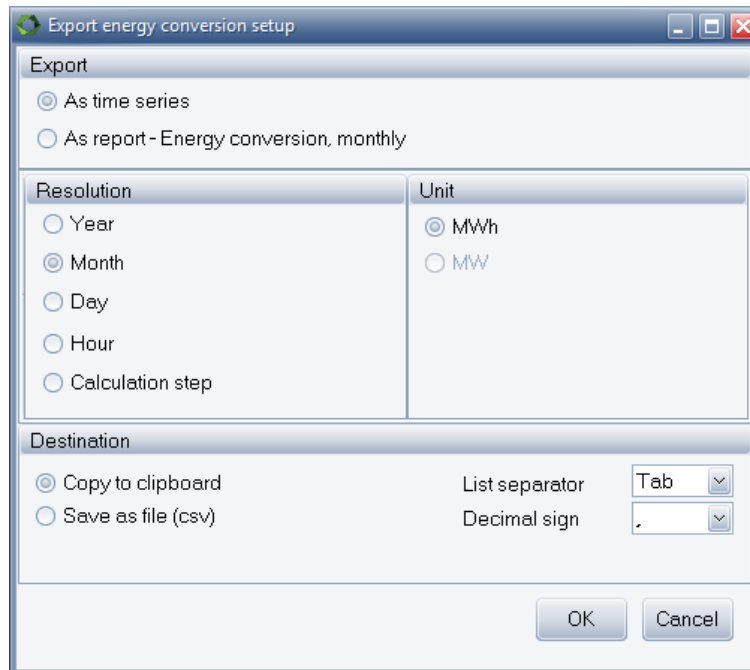 Export energy conversion setup
Export
As time series
As report - Energy conversion, monthly
Resolution
Unit
Year
MWh
Month
MW
Day
Hour
Calculation step
Destination
Copy to clipboard
List separator
Tab
Save as file (csv)
Decimal sign
,
OK
Cancel